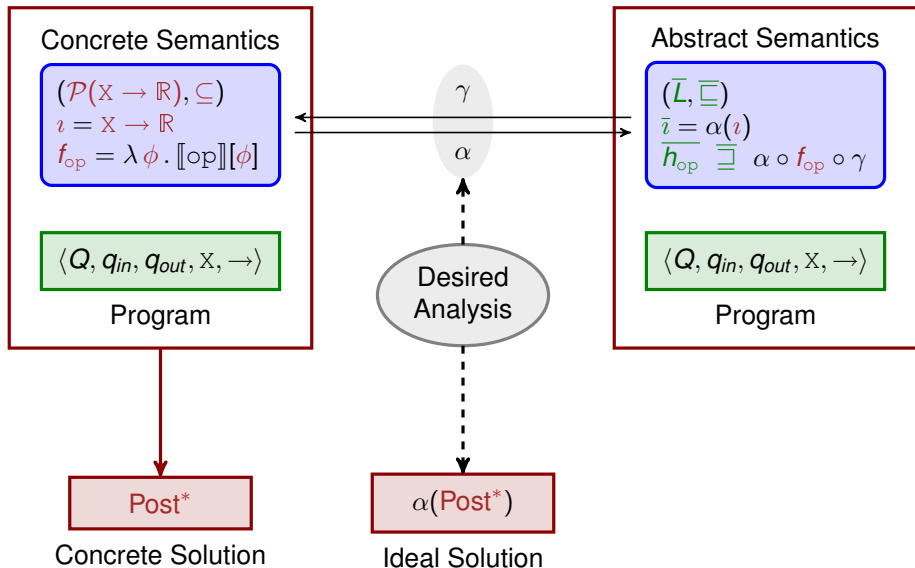 Concrete Semantics
(𝒫(X → ℝ), ⊆)
ı = X → ℝ
f_op = λ ϕ . ⟦op⟧[ϕ]
⟨Q, q_in, q_out, X, →⟩
Program
γ
α
Desired
Analysis
Abstract Semantics
(L̅, ⊑̅)
ı̅ = α(ı)
h̅_op ⊒̅ α ∘ f_op ∘ γ
⟨Q, q_in, q_out, X, →⟩
Program
Post*
Concrete Solution
α(Post*)
Ideal Solution